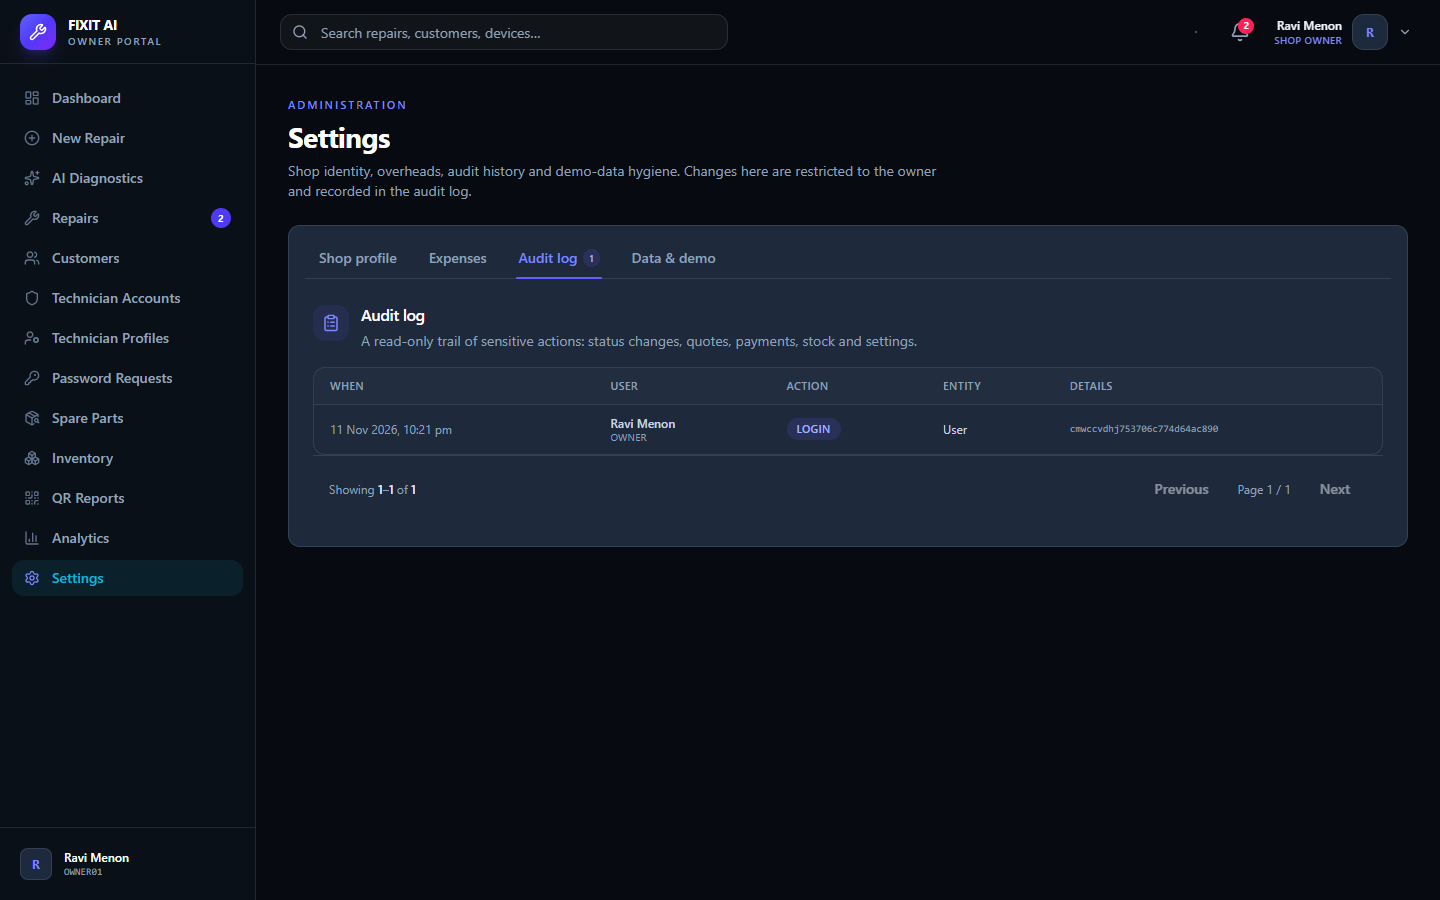 FIXIT AI
OWNER PORTAL
Dashboard
New Repair
AI Diagnostics
Repairs 2
Customers
Technician Accounts
Technician Profiles
Password Requests
Spare Parts
Inventory
QR Reports
Analytics
Settings
R Ravi Menon
OWNER01
Search repairs, customers, devices...
2
Ravi Menon
SHOP OWNER
R
ADMINISTRATION
Settings
Shop identity, overheads, audit history and demo-data hygiene. Changes here are restricted to the owner
and recorded in the audit log.
Shop profile Expenses Audit log 1 Data & demo
Audit log
A read-only trail of sensitive actions: status changes, quotes, payments, stock and settings.
WHEN USER ACTION ENTITY DETAILS
11 Nov 2026, 10:21 pm Ravi Menon OWNER LOGIN User cmwccvdhj753706c774d64ac890
Showing 1–1 of 1 Previous Page 1 / 1 Next